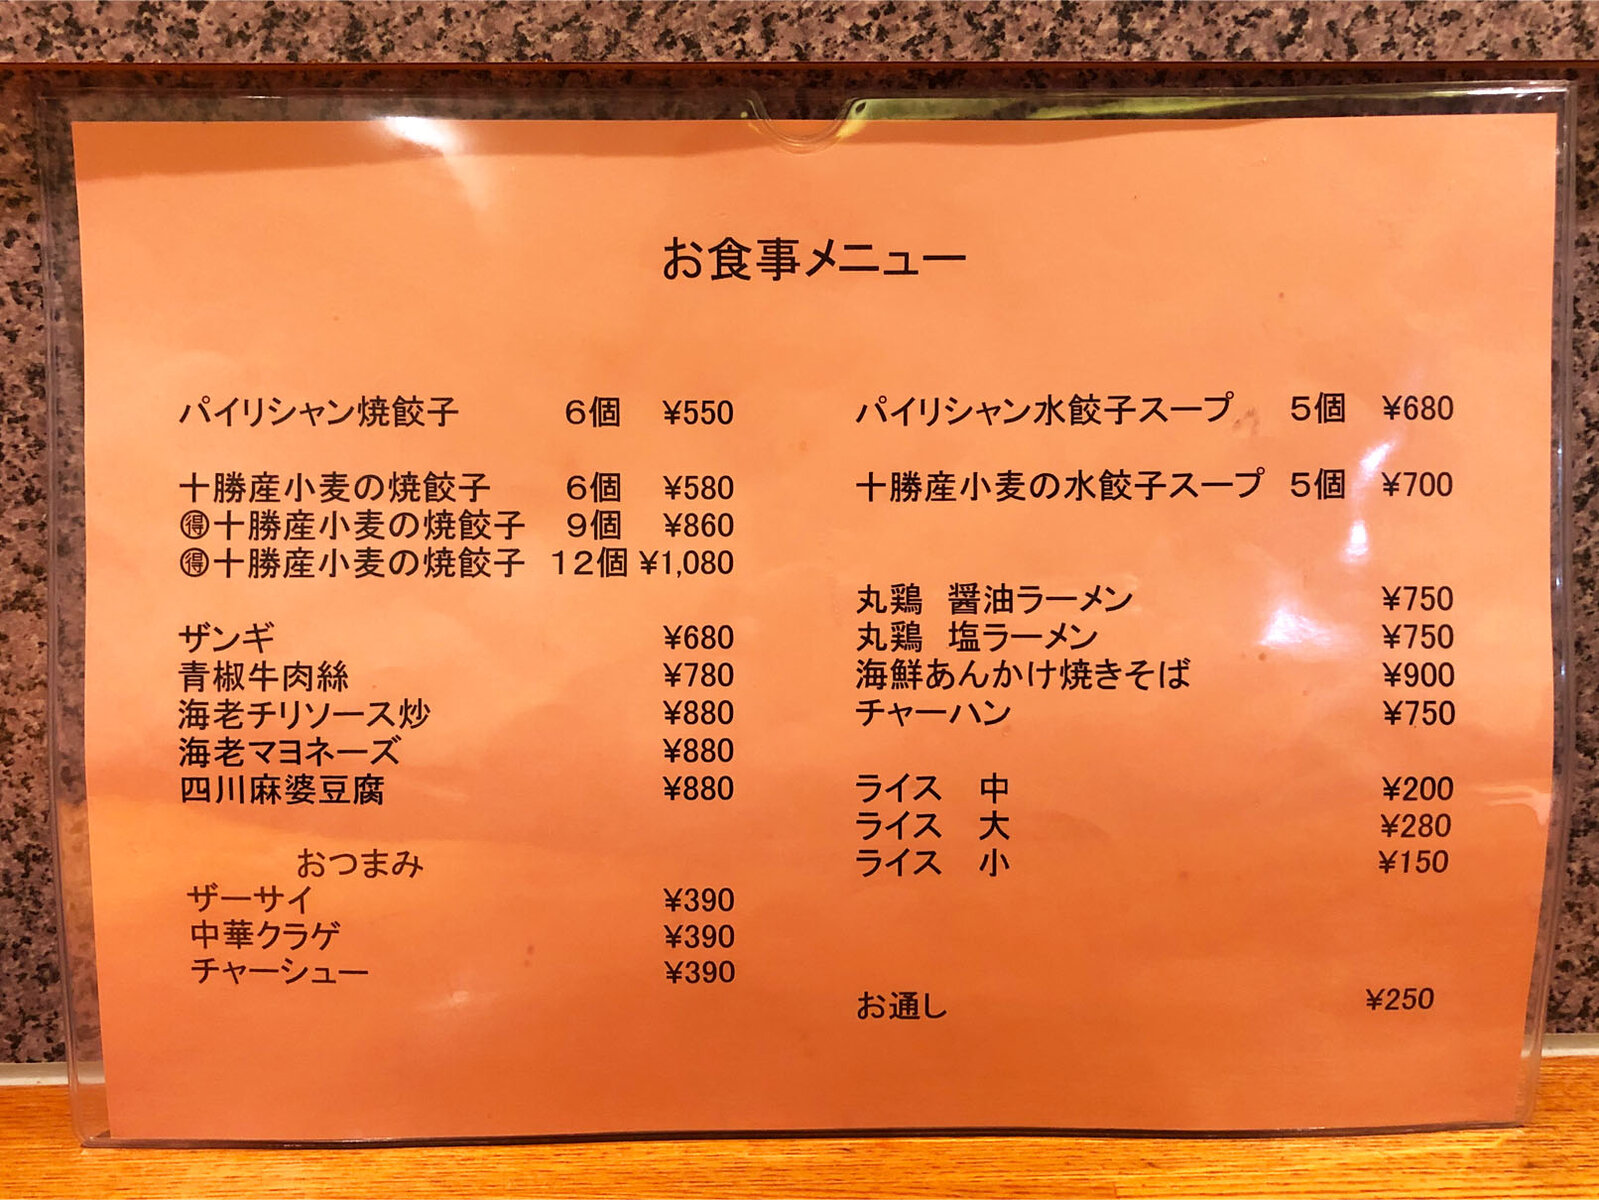 お食事メニュー
パイリシャン焼餃子 6個 ¥550
十勝産小麦の焼餃子 6個 ¥580
🉐十勝産小麦の焼餃子 9個 ¥860
🉐十勝産小麦の焼餃子 12個 ¥1,080
ザンギ ¥680
青椒牛肉絲 ¥780
海老チリソース炒 ¥880
海老マヨネーズ ¥880
四川麻婆豆腐 ¥880
おつまみ
ザーサイ ¥390
中華クラゲ ¥390
チャーシュー ¥390
パイリシャン水餃子スープ 5個 ¥680
十勝産小麦の水餃子スープ 5個 ¥700
丸鶏 醤油ラーメン ¥750
丸鶏 塩ラーメン ¥750
海鮮あんかけ焼きそば ¥900
チャーハン ¥750
ライス 中 ¥200
ライス 大 ¥280
ライス 小 ¥150
お通し ¥250